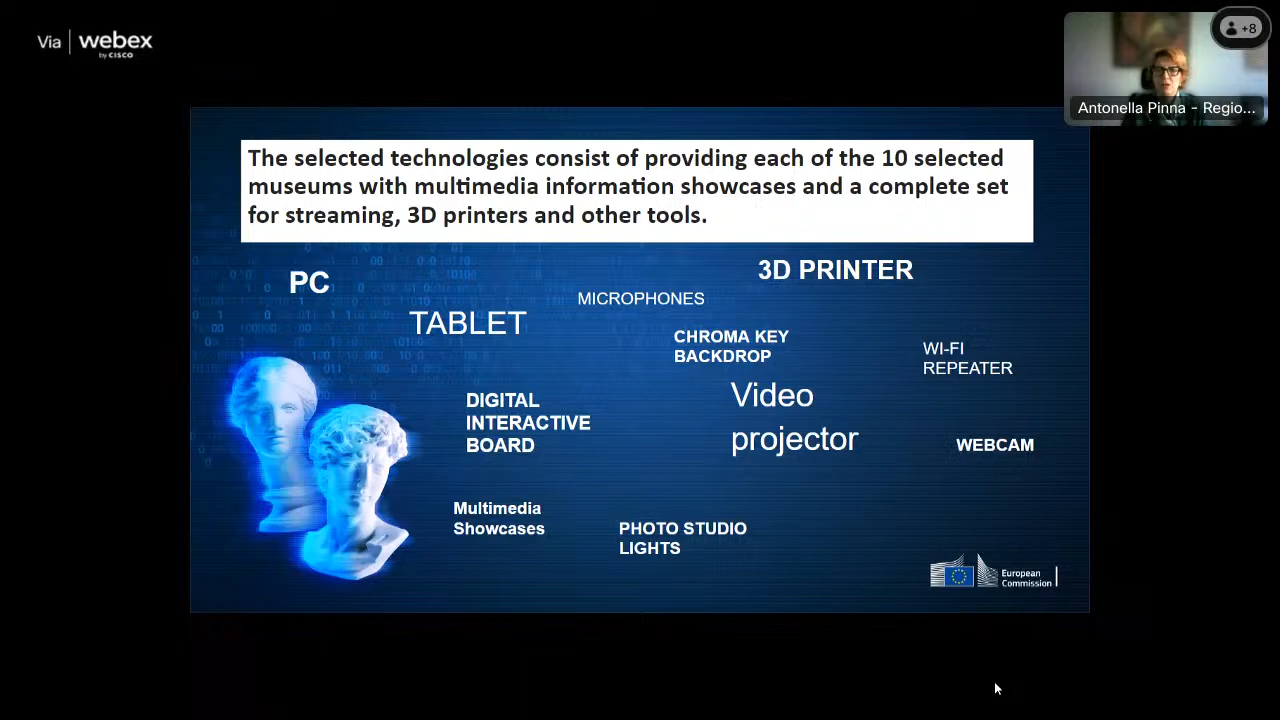 Via webex
by CISCO
+8
Antonella Pinna - Regio...
The selected technologies consist of providing each of the 10 selected
museums with multimedia information showcases and a complete set
for streaming, 3D printers and other tools.
PC
3D PRINTER
MICROPHONES
TABLET
CHROMA KEY
BACKDROP
WI-FI
REPEATER
DIGITAL
INTERACTIVE
BOARD
Video
projector
WEBCAM
Multimedia
Showcases
PHOTO STUDIO
LIGHTS
European
Commission